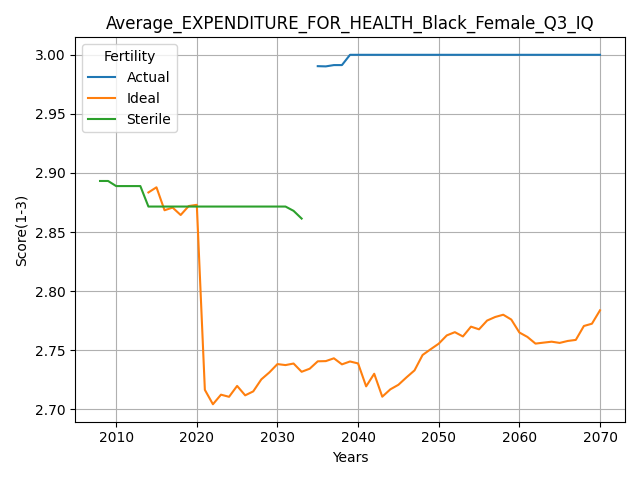 Average_EXPENDITURE_FOR_HEALTH_Black_Female_Q3_IQ
Fertility
Actual
Ideal
Sterile
3.00
2.95
2.90
2.85
2.80
2.75
2.70
Score(1-3)
2010 2020 2030 2040 2050 2060 2070
Years